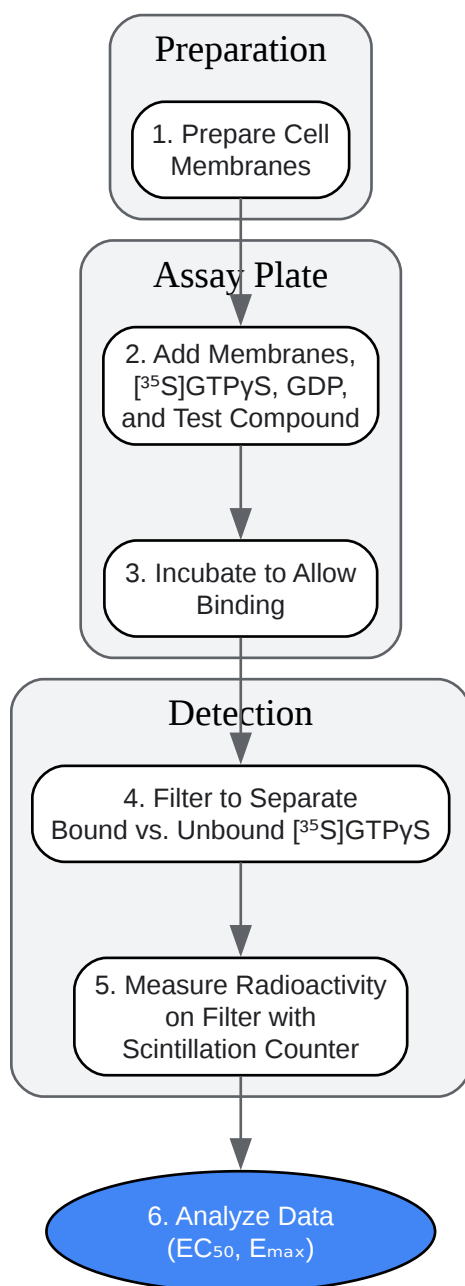 Preparation
1. Prepare Cell
Membranes
Assay Plate
2. Add Membranes,
[³⁵S]GTPγS, GDP,
and Test Compound
3. Incubate to Allow
Binding
Detection
4. Filter to Separate
Bound vs. Unbound [³⁵S]GTPγS
5. Measure Radioactivity
on Filter with
Scintillation Counter
6. Analyze Data
(EC₅₀, Eₘₐₓ)